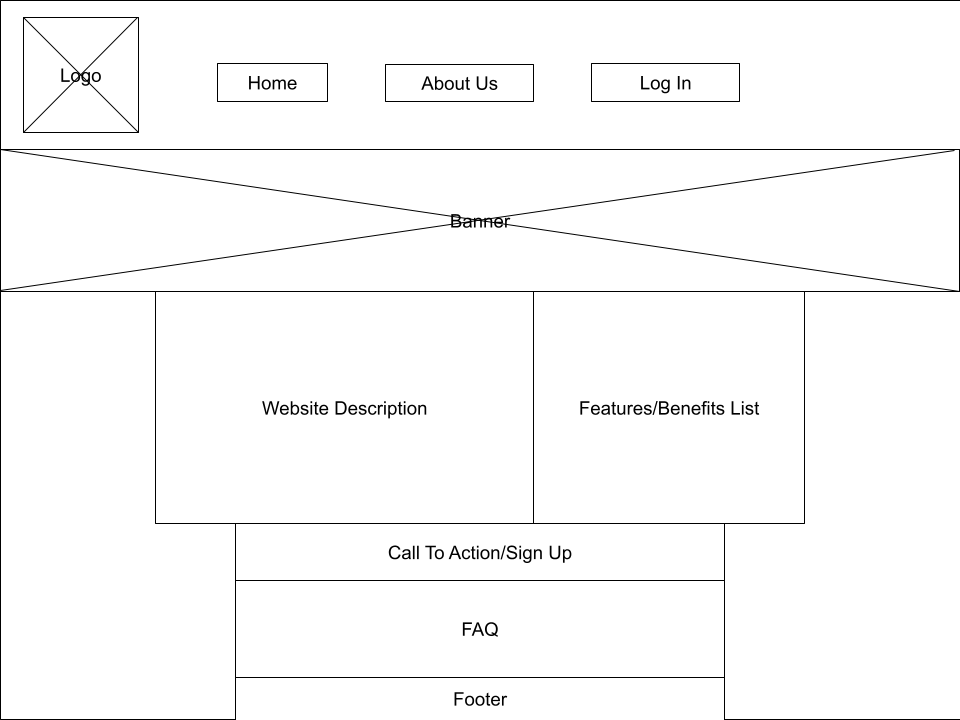 Logo
Home
About Us
Log In
Banner
Website Description
Features/Benefits List
Call To Action/Sign Up
FAQ
Footer